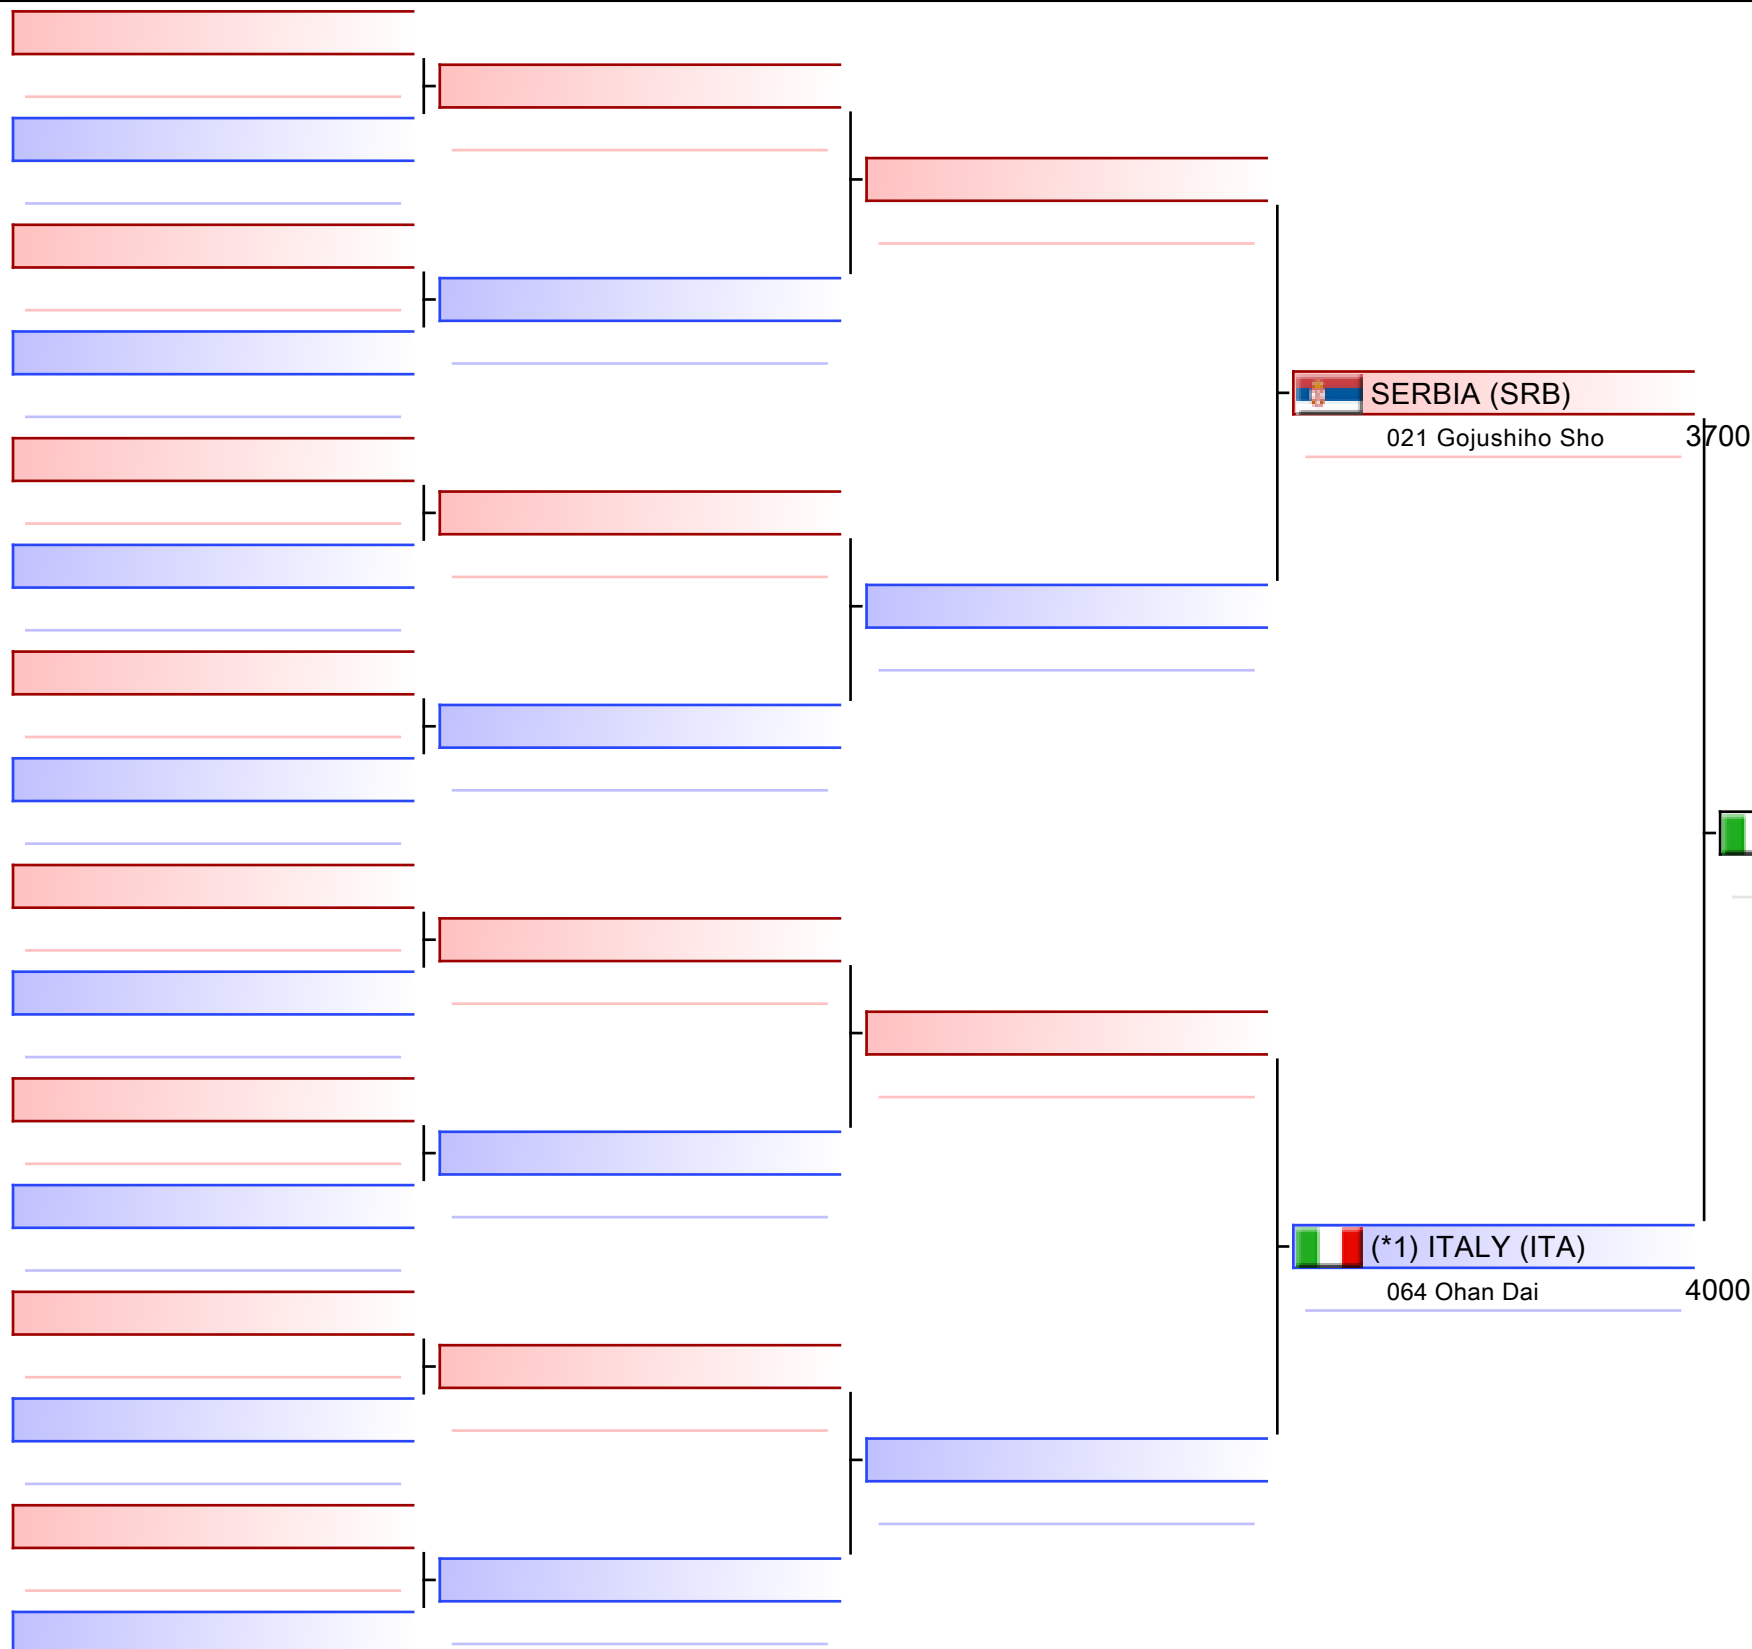 SERBIA (SRB)
021 Gojushiho Sho 3700
(*1) ITALY (ITA)
064 Ohan Dai 4000